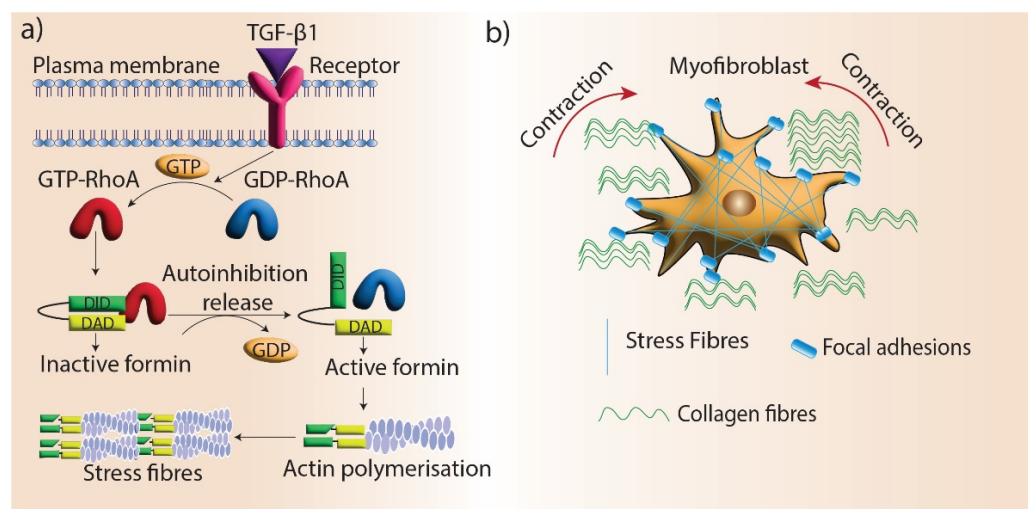 a)
TGF-β1
Plasma membrane
Receptor
GTP
GTP-RhoA
GDP-RhoA
DID
DAD
Autoinhibition
release
GDP
DID
DAD
Inactive formin
Active formin
Stress fibres
Actin polymerisation
b)
Myofibroblast
Contraction
Contraction
Stress Fibres
Focal adhesions
Collagen fibres